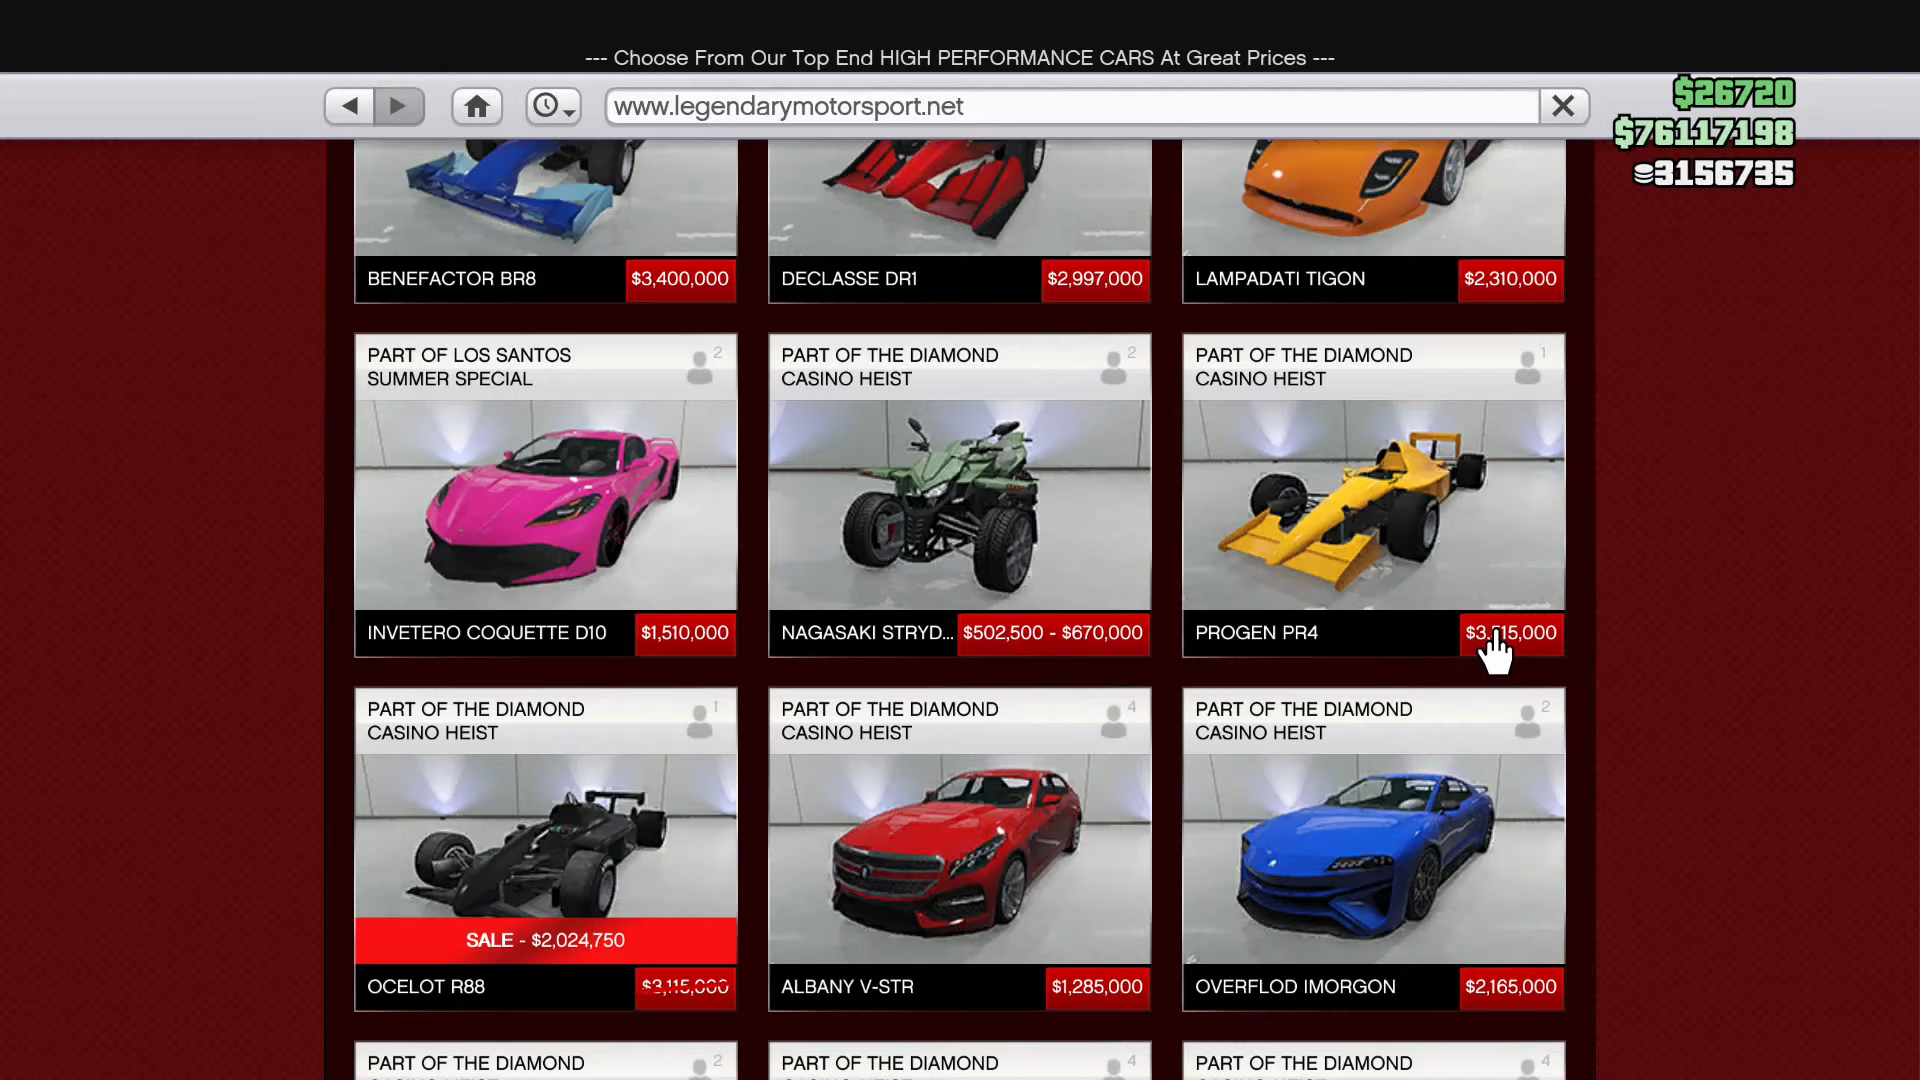 --- Choose From Our Top End HIGH PERFORMANCE CARS At Great Prices ---
www.legendarymotorsport.net
$26720
$76117198
3156735
BENEFACTOR BR8 $3,400,000
DECLASSE DR1 $2,997,000
LAMPADATI TIGON $2,310,000
PART OF LOS SANTOS
SUMMER SPECIAL
2
INVETERO COQUETTE D10 $1,510,000
PART OF THE DIAMOND
CASINO HEIST
2
NAGASAKI STRYD... $502,500 - $670,000
PART OF THE DIAMOND
CASINO HEIST
1
PROGEN PR4
PART OF THE DIAMOND
CASINO HEIST
1
SALE - $2,024,750
OCELOT R88 $3,115,000
PART OF THE DIAMOND
CASINO HEIST
4
ALBANY V-STR $1,285,000
PART OF THE DIAMOND
CASINO HEIST
2
OVERFLOD IMORGON $2,165,000
PART OF THE DIAMOND
2
PART OF THE DIAMOND
4
PART OF THE DIAMOND
4